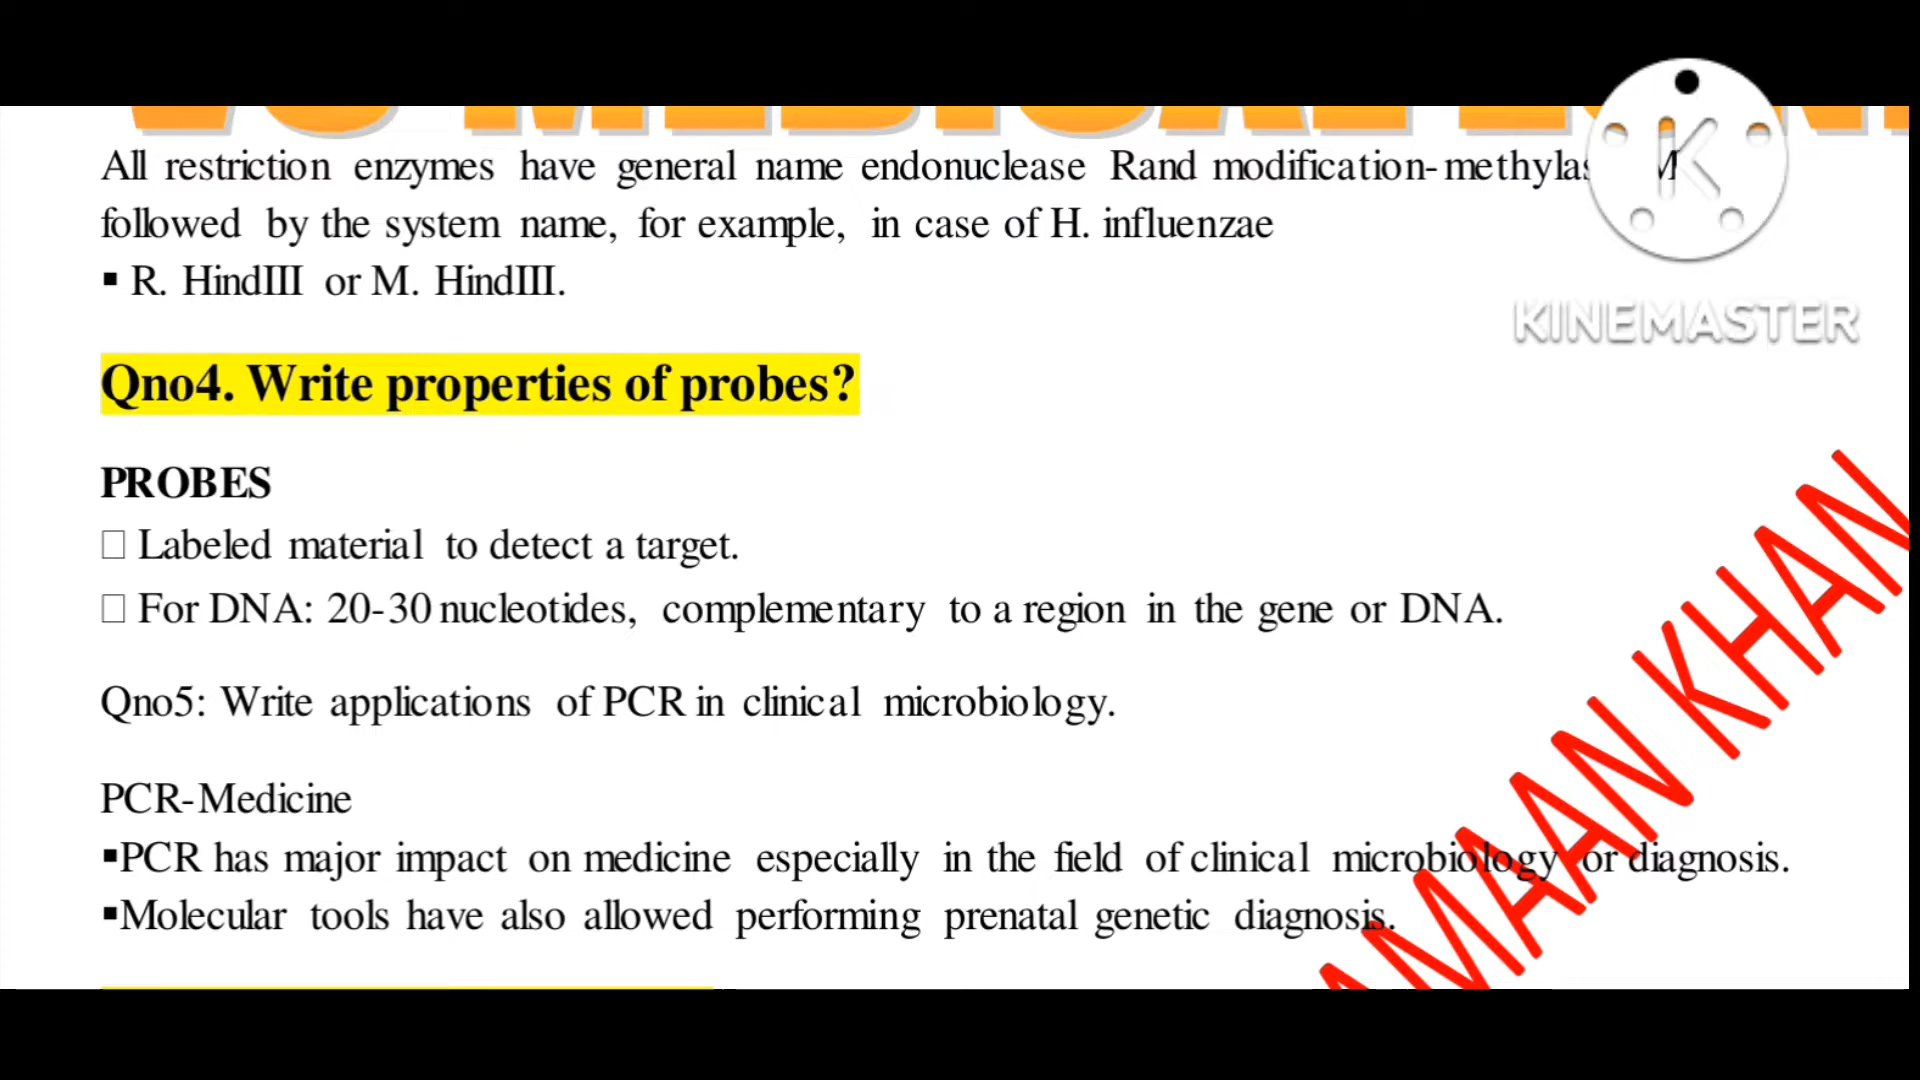 All restriction enzymes have general name endonuclease Rand modification-methylas M
followed by the system name, for example, in case of H. influenzae
▪ R. HindIII or M. HindIII.
KINEMASTER
Qno4. Write properties of probes?
PROBES
□ Labeled material to detect a target.
□ For DNA: 20-30 nucleotides, complementary to a region in the gene or DNA.
Qno5: Write applications of PCR in clinical microbiology.
PCR-Medicine
▪PCR has major impact on medicine especially in the field of clinical microbiology or diagnosis.
▪Molecular tools have also allowed performing prenatal genetic diagnosis.
AMAAN KHAN